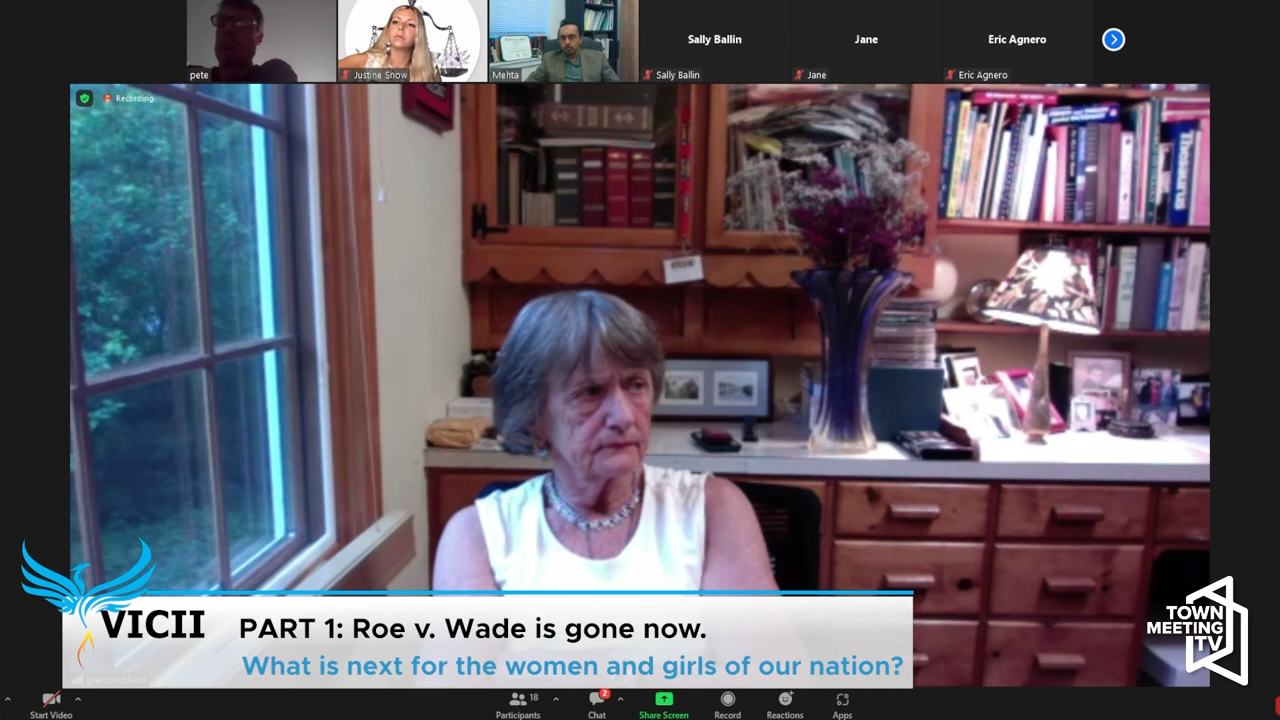 Sally Ballin
Jane
Eric Agnero
pete
Justine Snow
Mehta
Sally Ballin
Jane
Eric Agnero
Recording
Thesaurus
VICII
PART 1: Roe v. Wade is gone now.
What is next for the women and girls of our nation?
TOWN
MEETING
TV
Start Video
Participants
18
Chat
2
Share Screen
Record
Reactions
Apps